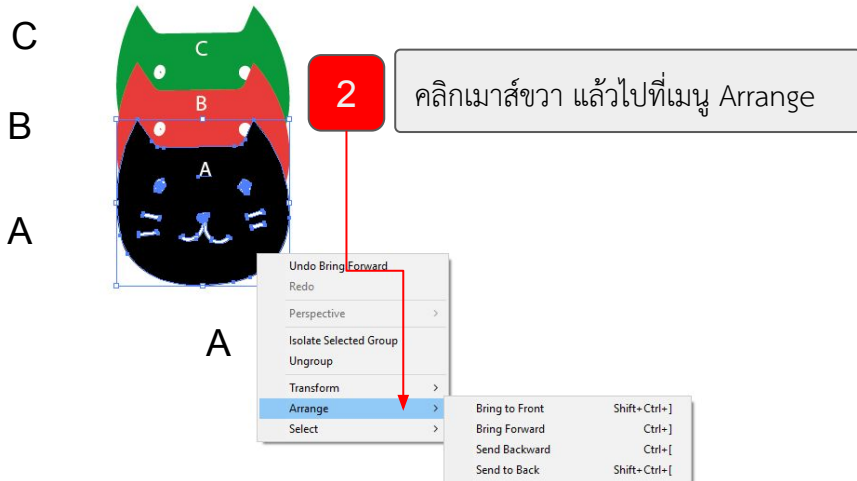 C
C
2
คลิกเมาส์ขวา แล้วไปที่เมนู Arrange
B
B
A
A
Undo Bring Forward
Redo
Perspective >
A
Isolate Selected Group
Ungroup
Transform >
Arrange >
Select >
Bring to Front Shift+Ctrl+]
Bring Forward Ctrl+]
Send Backward Ctrl+[
Send to Back Shift+Ctrl+[